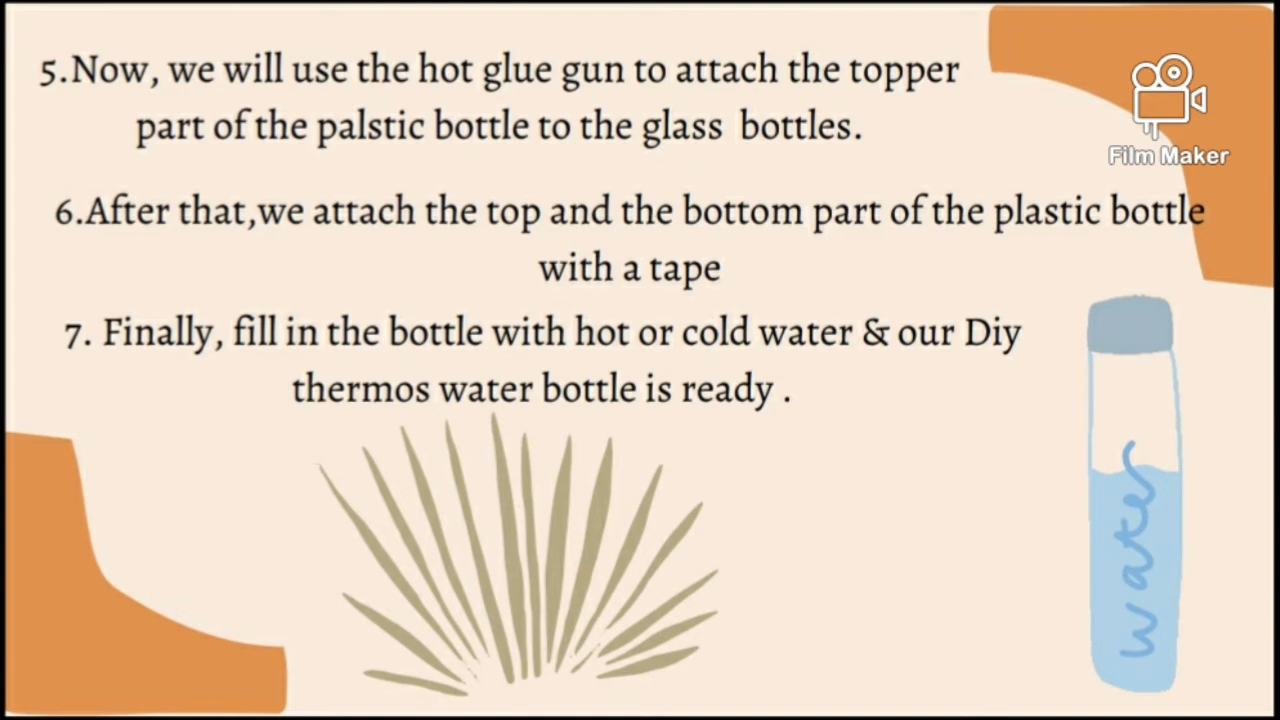 5.Now, we will use the hot glue gun to attach the topper
part of the palstic bottle to the glass bottles.
Film Maker
6.After that,we attach the top and the bottom part of the plastic bottle
with a tape
7. Finally, fill in the bottle with hot or cold water & our Diy
thermos water bottle is ready .
water